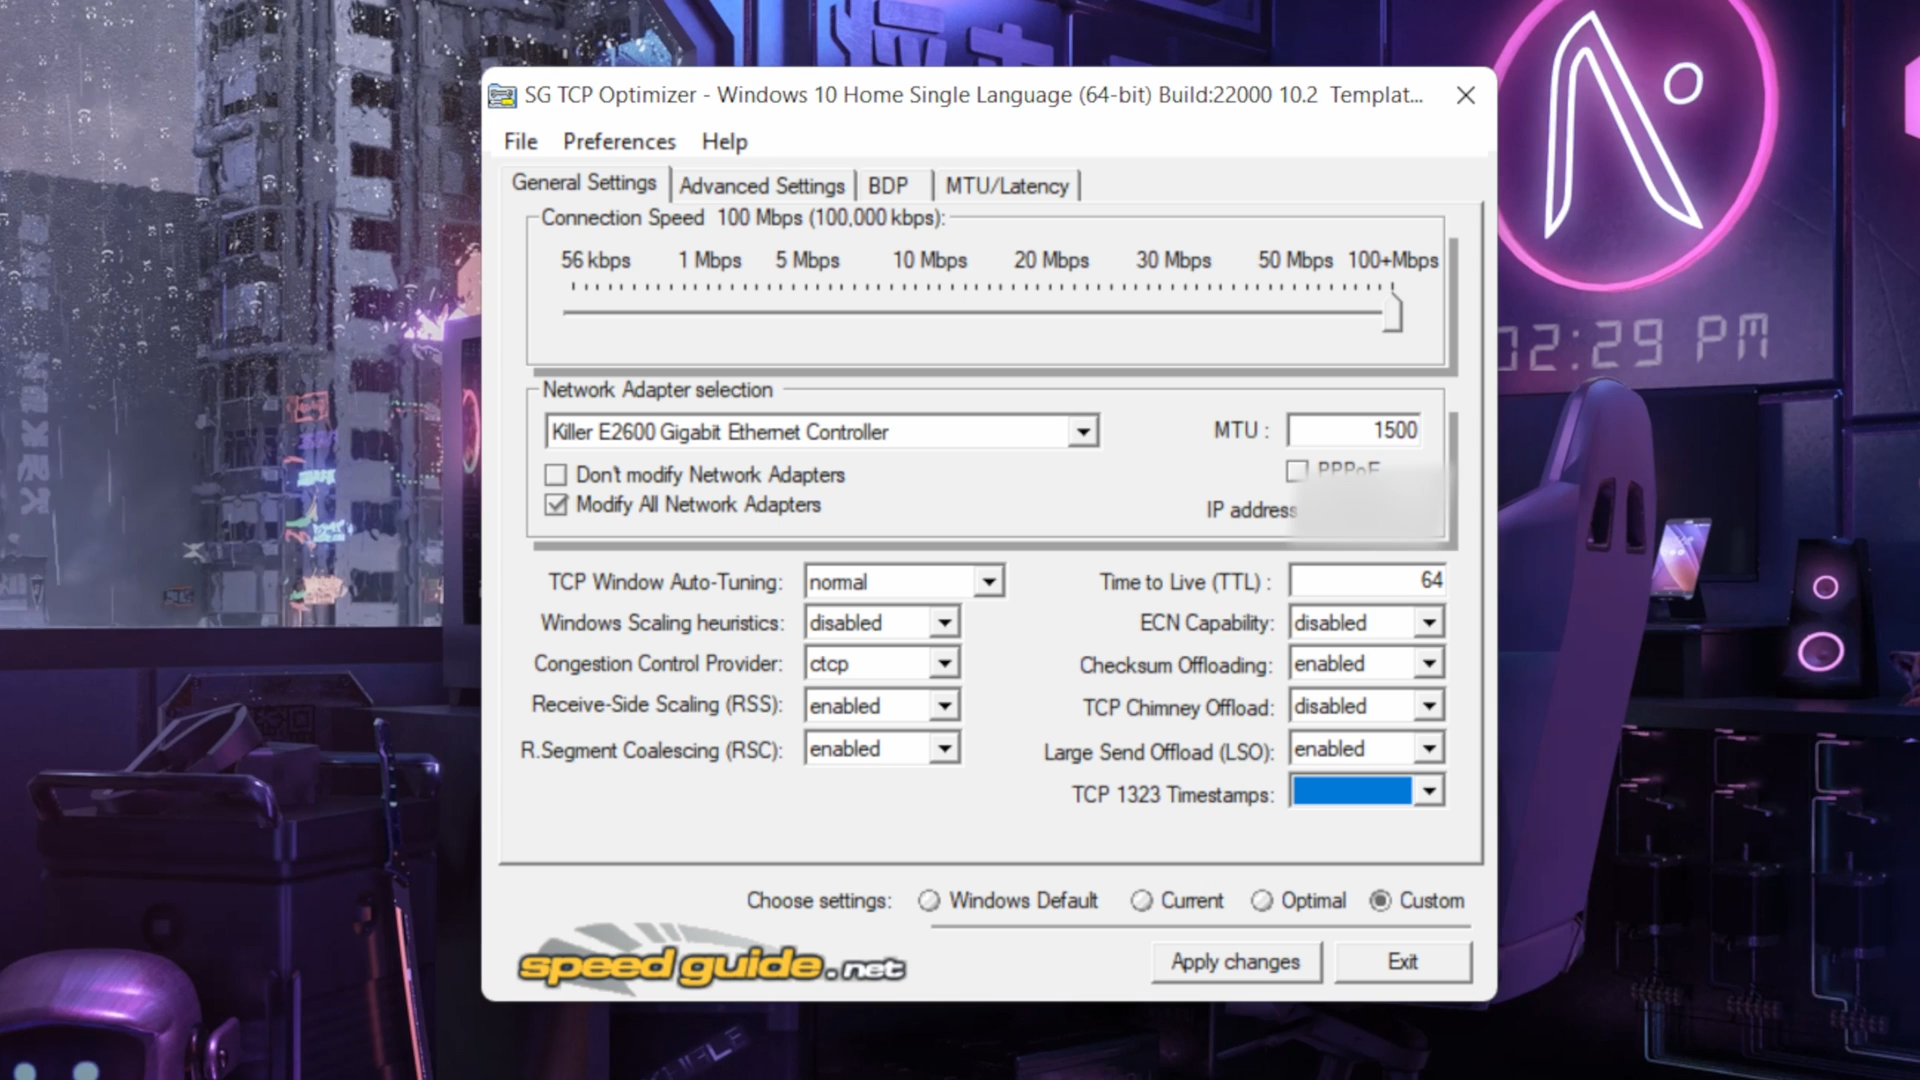 SG TCP Optimizer - Windows 10 Home Single Language (64-bit) Build:22000 10.2 Templat...
File Preferences Help
General Settings Advanced Settings BDP MTU/Latency
Connection Speed 100 Mbps (100,000 kbps):
56 kbps 1 Mbps 5 Mbps 10 Mbps 20 Mbps 30 Mbps 50 Mbps 100+Mbps
Network Adapter selection
Killer E2600 Gigabit Ethernet Controller MTU : 1500
Don't modify Network Adapters PPPoE
Modify All Network Adapters IP address
TCP Window Auto-Tuning: normal Time to Live (TTL) : 64
Windows Scaling heuristics: disabled ECN Capability: disabled
Congestion Control Provider: ctcp Checksum Offloading: enabled
Receive-Side Scaling (RSS): enabled TCP Chimney Offload: disabled
R.Segment Coalescing (RSC): enabled Large Send Offload (LSO): enabled
TCP 1323 Timestamps:
Choose settings: Windows Default Current Optimal Custom
speedguide.net Apply changes Exit
02:29 PM
HELF